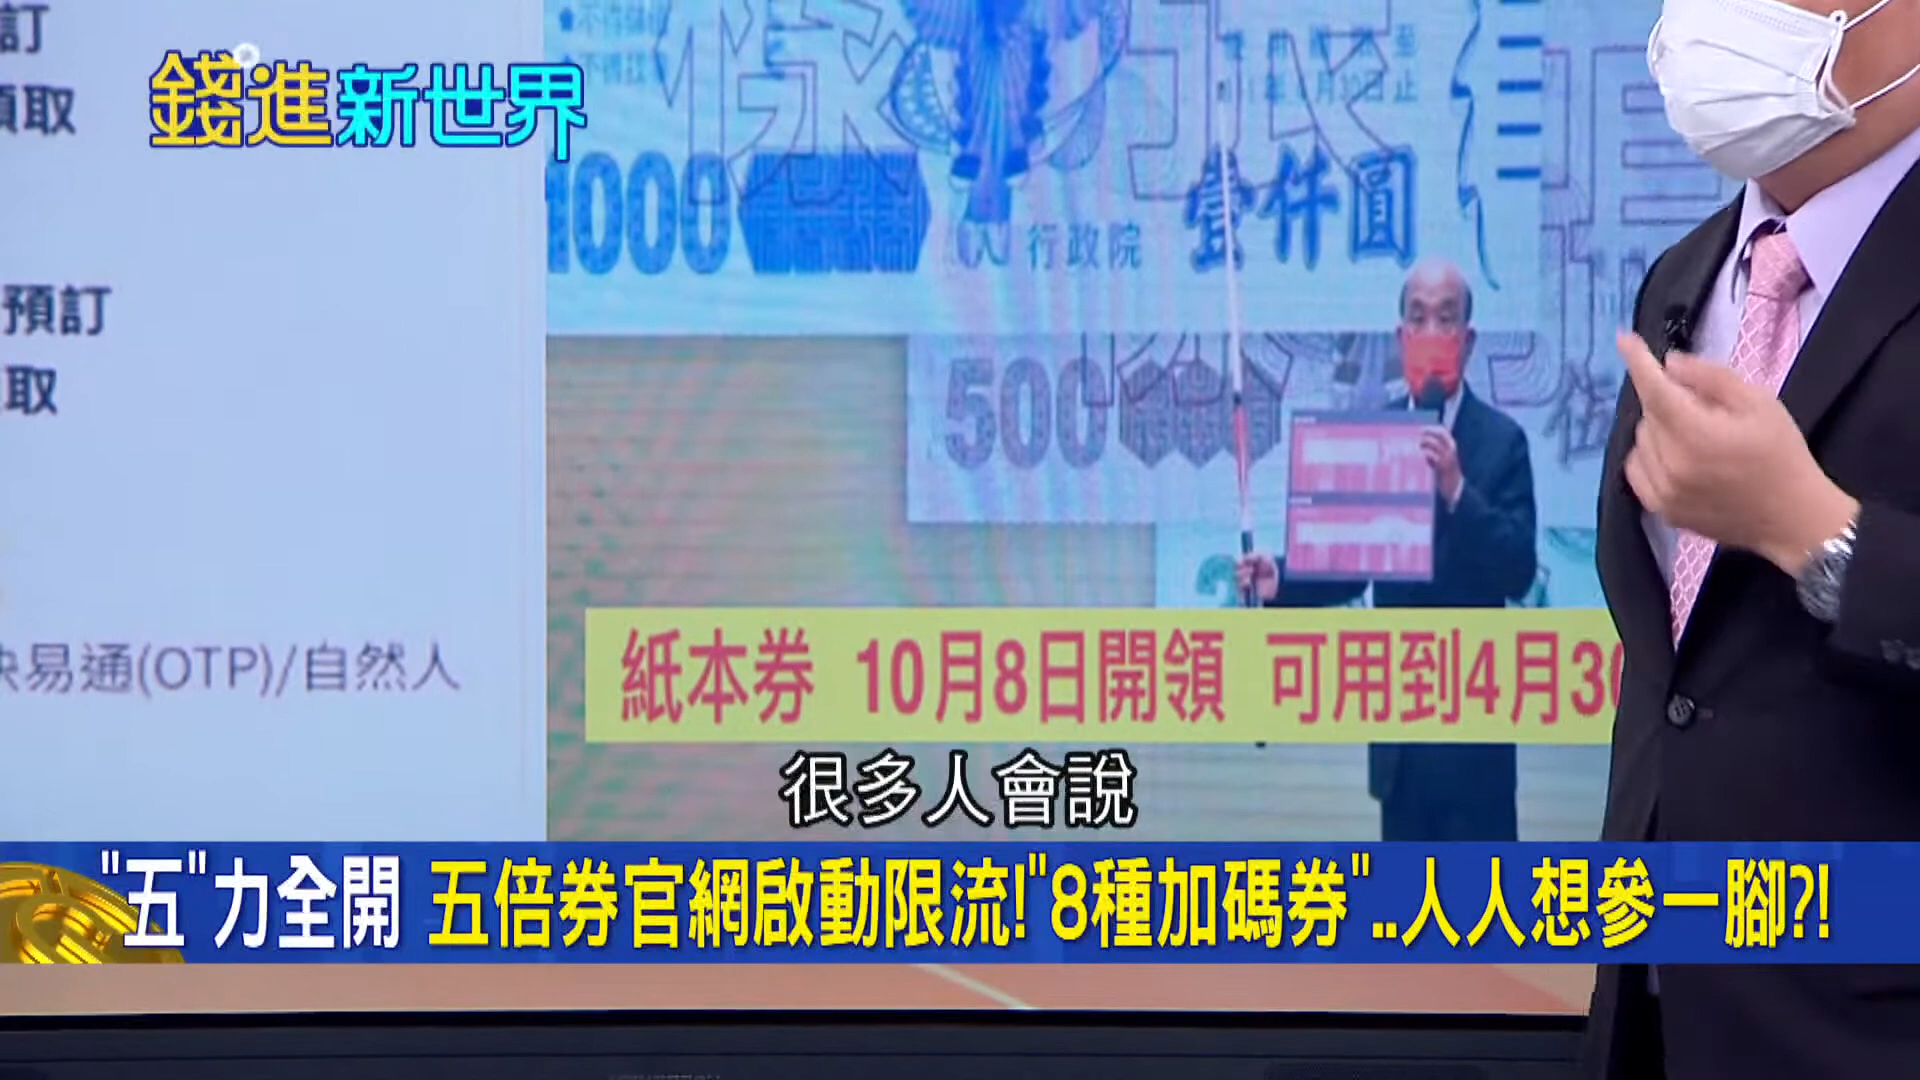 錢進新世界
訂
取
預訂
取
易通(OTP)/自然人
1000
行政院
壹仟圓
500
紙本券 10月8日開領 可用到4月30
很多人會說
"五"力全開 五倍券官網啟動限流!"8種加碼券"..人人想參一腳?!